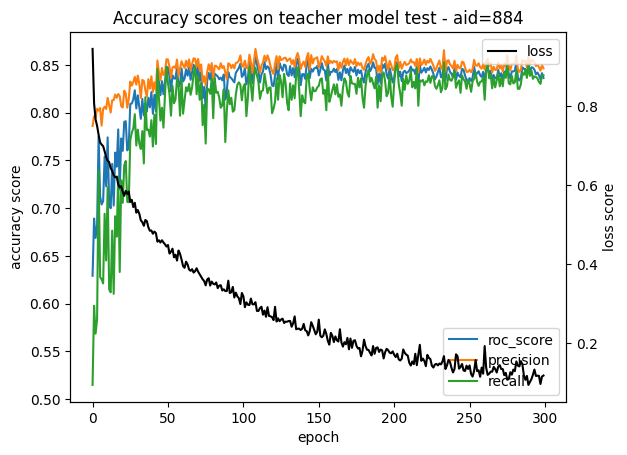 Accuracy scores on teacher model test - aid=884
loss
0.85
0.80
0.75
0.70
0.65
0.60
0.55
0.50
accuracy score
0.8
0.6
0.4
0.2
loss score
roc_score
precision
recall
0
50
100
150
200
250
300
epoch